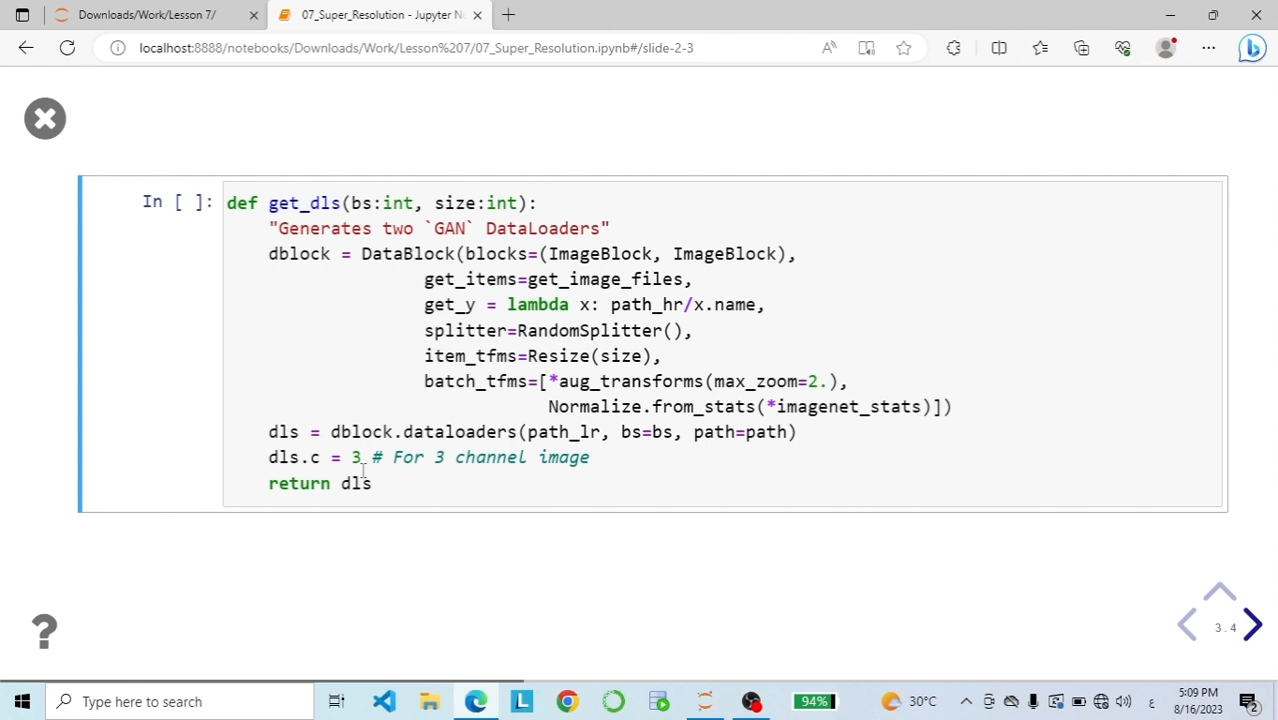 Downloads/Work/Lesson 7/
07_Super_Resolution - Jupyter N
localhost:8888/notebooks/Downloads/Work/Lesson%207/07_Super_Resolution.ipynb#/slide-2-3
In [ ]:
def get_dls(bs:int, size:int):
"Generates two `GAN` DataLoaders"
dblock = DataBlock(blocks=(ImageBlock, ImageBlock),
get_items=get_image_files,
get_y = lambda x: path_hr/x.name,
splitter=RandomSplitter(),
item_tfms=Resize(size),
batch_tfms=[*aug_transforms(max_zoom=2.),
Normalize.from_stats(*imagenet_stats)])
dls = dblock.dataloaders(path_lr, bs=bs, path=path)
dls.c = 3 # For 3 channel image
return dls
?
3.4
Type here to search
L
94%
30°C
ع
5:09 PM
8/16/2023
2